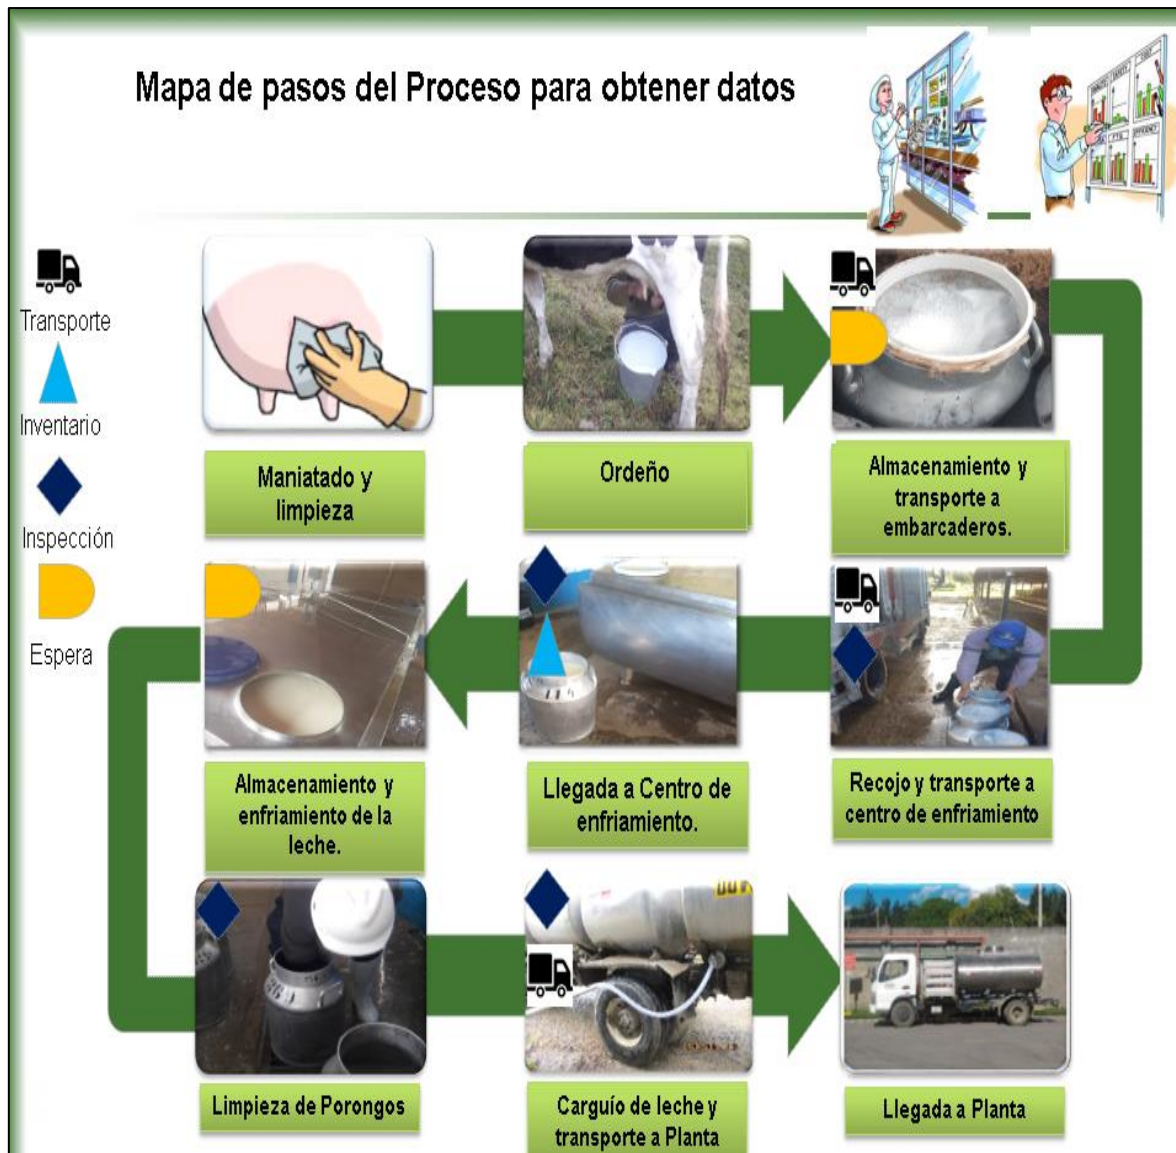 Mapa de pasos del Proceso para obtener datos
Transporte
Inventario
Inspección
Espera
Maniatado y
limpieza
Ordeño
Almacenamiento y
transporte a
embarcaderos.
Almacenamiento y
enfriamiento de la
leche.
Llegada a Centro de
enfriamiento.
Recojo y transporte a
centro de enfriamiento
Limpieza de Porongos
Carguío de leche y
transporte a Planta
Llegada a Planta